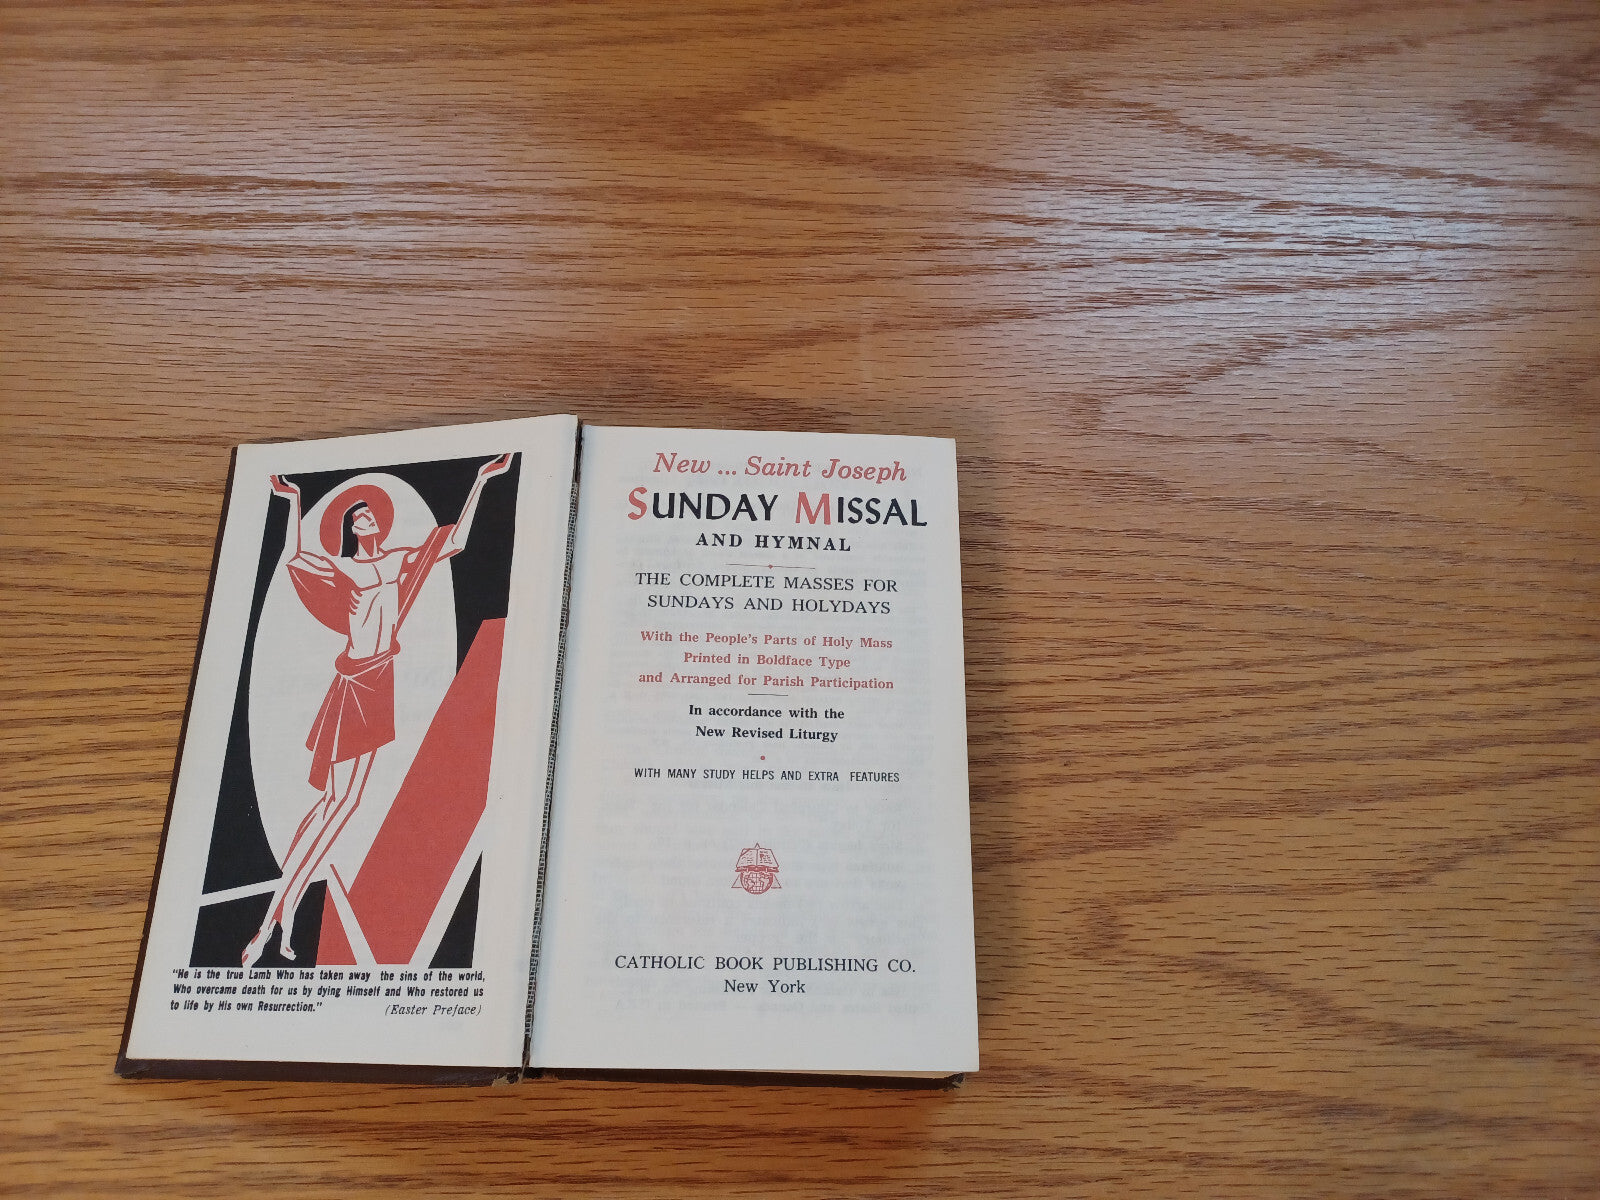 "He is the true Lamb Who has taken away the sins of the world,
Who overcame death for us by dying Himself and Who restored us
to life by His own Resurrection."
(Easter Preface)
New ... Saint Joseph
SUNDAY MISSAL
AND HYMNAL
THE COMPLETE MASSES FOR
SUNDAYS AND HOLYDAYS
With the People's Parts of Holy Mass
Printed in Boldface Type
and Arranged for Parish Participation
In accordance with the
New Revised Liturgy
WITH MANY STUDY HELPS AND EXTRA FEATURES
CATHOLIC BOOK PUBLISHING CO.
New York